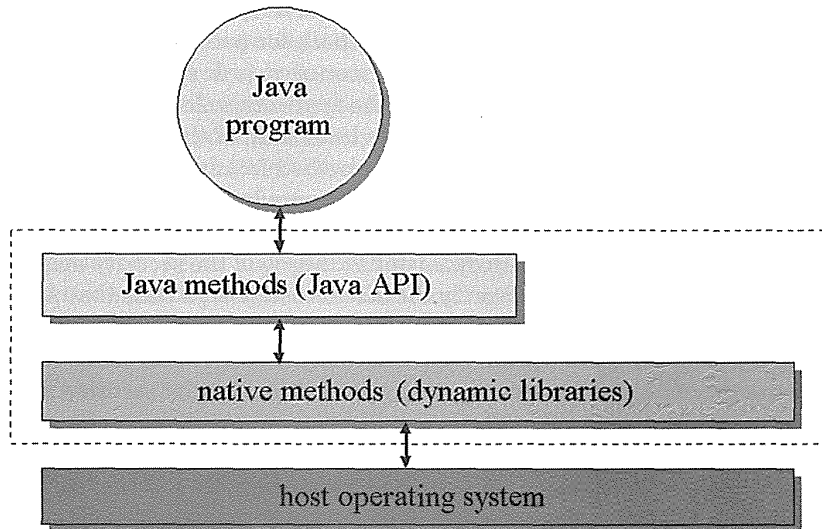 Java
program
Java methods (Java API)
native methods (dynamic libraries)
host operating system